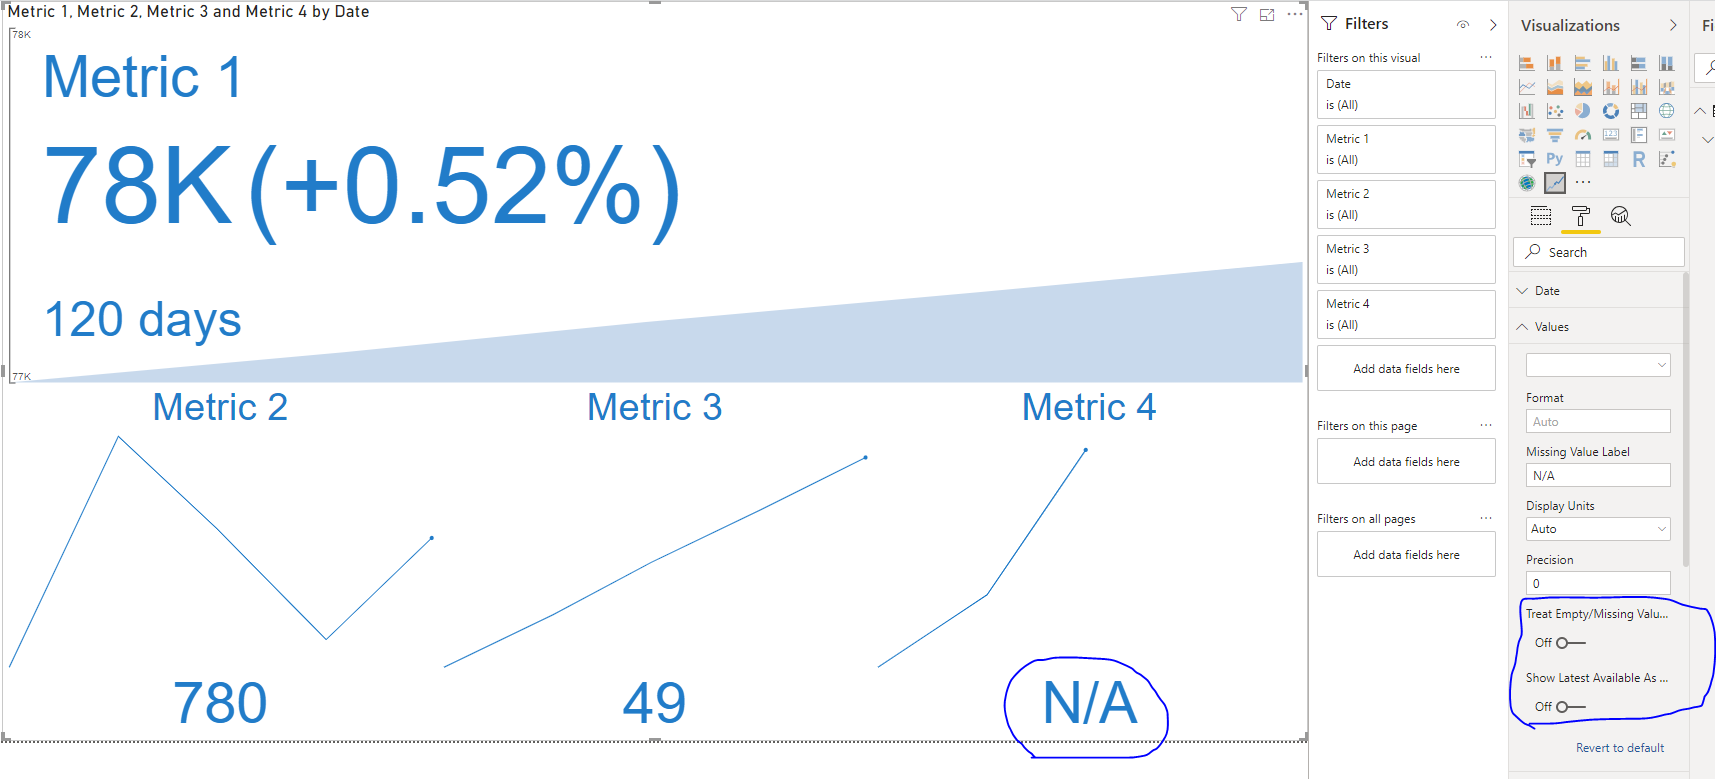 Metric 1, Metric 2, Metric 3 and Metric 4 by Date
78K
Metric 1
78K(+0.52%)
120 days
77K
Metric 2
Metric 3
Metric 4
780
49
N/A
Filters
Filters on this visual
Date
is (All)
Metric 1
is (All)
Metric 2
is (All)
Metric 3
is (All)
Metric 4
is (All)
Add data fields here
Filters on this page
Add data fields here
Filters on all pages
Add data fields here
Visualizations
123
Py
R
Search
Date
Values
Format
Auto
Missing Value Label
N/A
Display Units
Auto
Precision
0
Treat Empty/Missing Valu...
Off
Show Latest Available As ...
Off
Revert to default
Fi